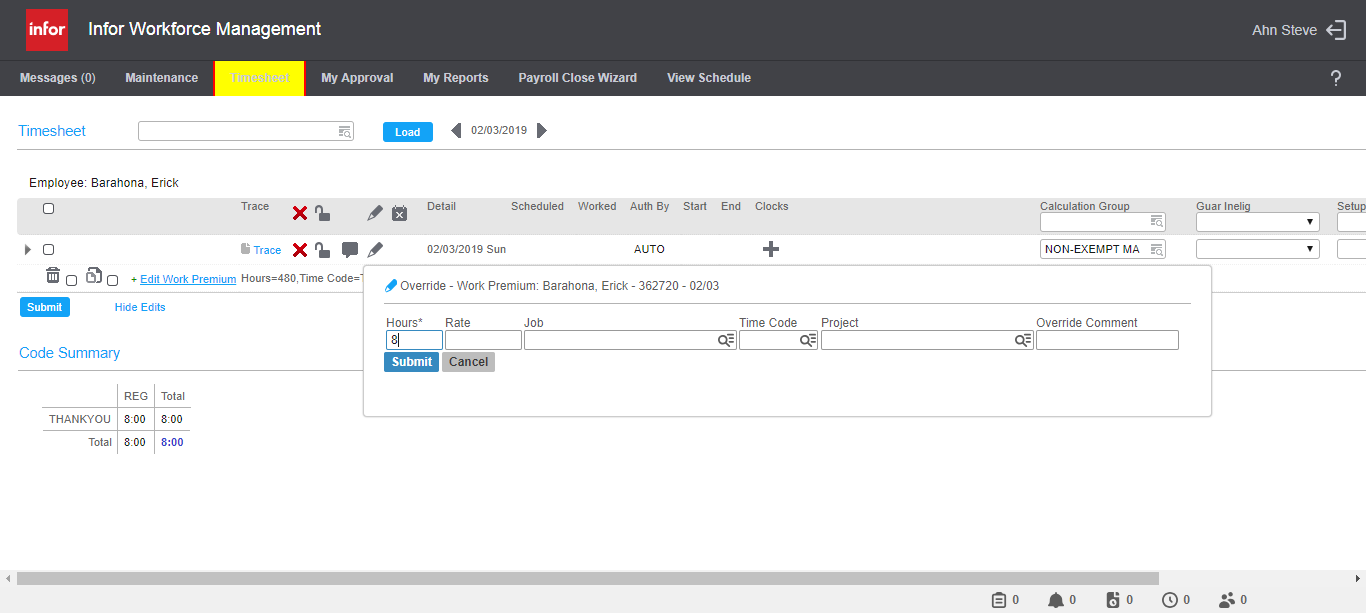 infor Infor Workforce Management Ahn Steve
Messages (0) Maintenance Timesheet My Approval My Reports Payroll Close Wizard View Schedule ?
Timesheet Load 02/03/2019
Employee: Barahona, Erick
Trace Detail Scheduled Worked Auth By Start End Clocks Calculation Group Guar Inelig Setup
Trace 02/03/2019 Sun AUTO NON-EXEMPT MA
+ Edit Work Premium Hours=480,Time Code=T
Submit Hide Edits
Override - Work Premium: Barahona, Erick - 362720 - 02/03
Hours* Rate Job Time Code Project Override Comment
8
Submit Cancel
Code Summary
REG Total
THANKYOU 8:00 8:00
Total 8:00 8:00
0 0 0 0 0